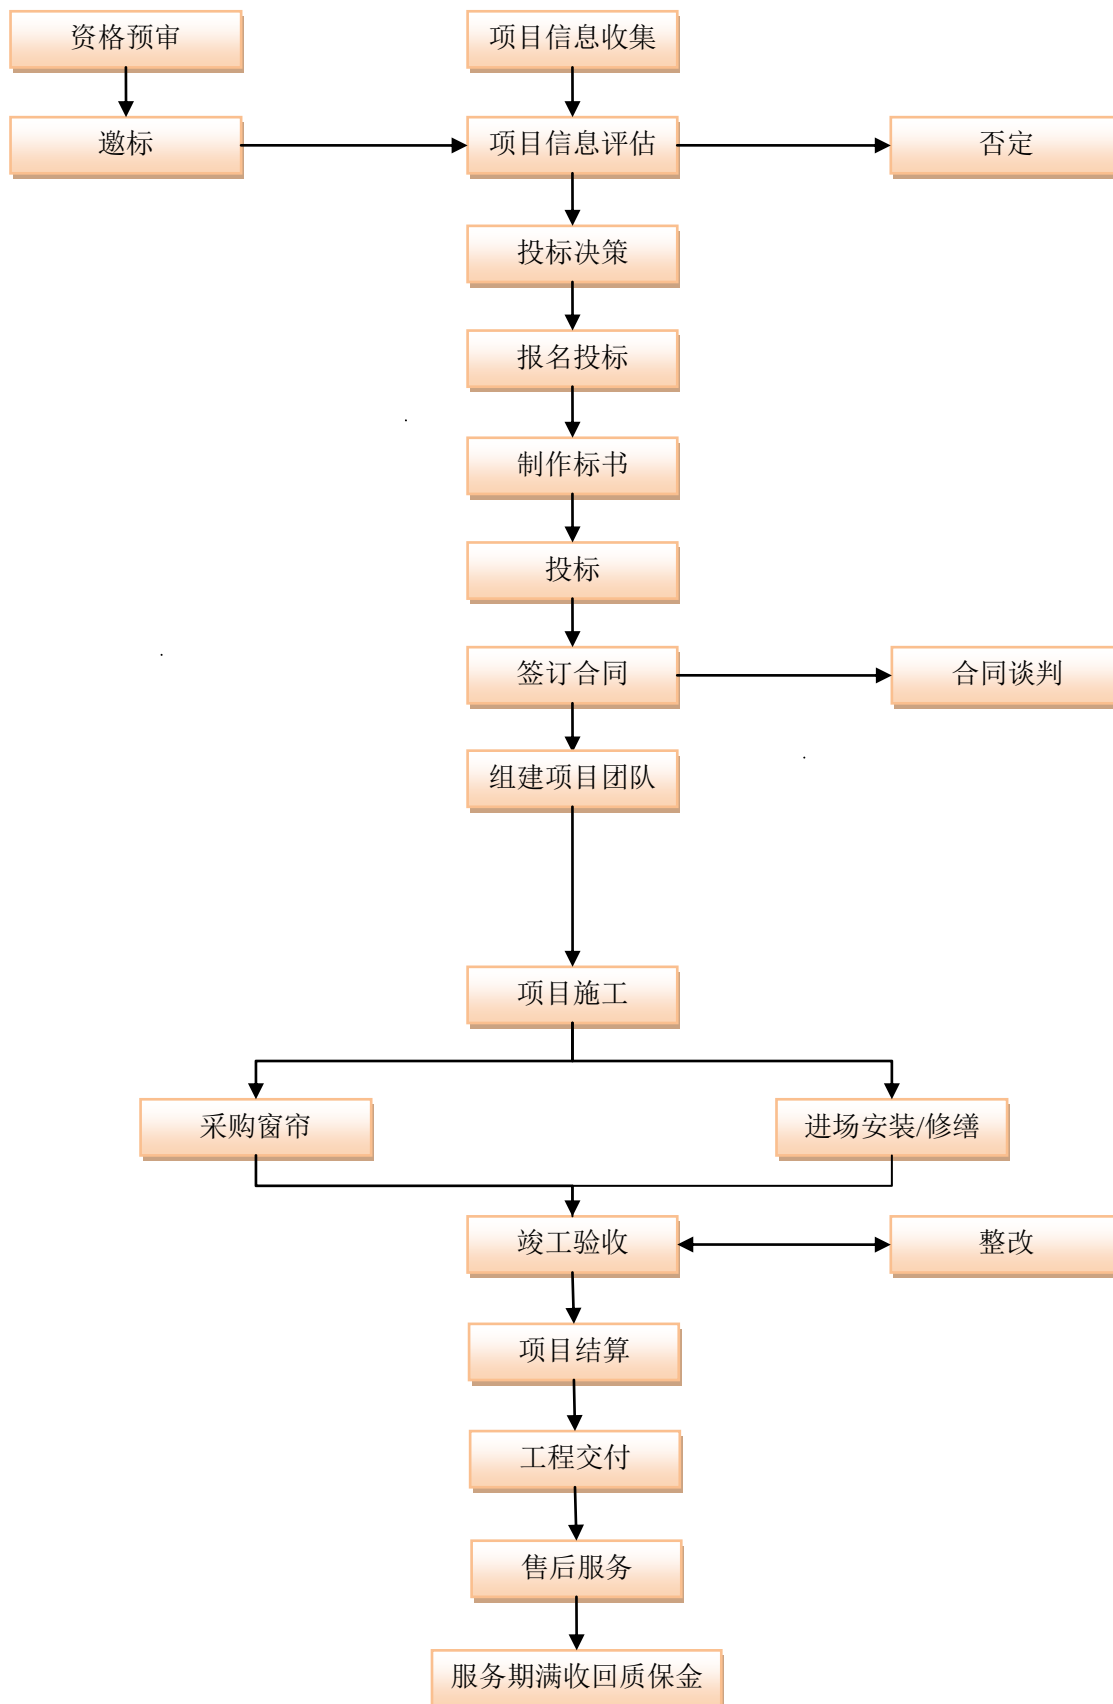 资格预审
项目信息收集
邀标
项目信息评估
否定
投标决策
报名投标
制作标书
投标
签订合同
合同谈判
组建项目团队
项目施工
采购窗帘
进场安装/修缮
竣工验收
整改
项目结算
工程交付
售后服务
服务期满收回质保金